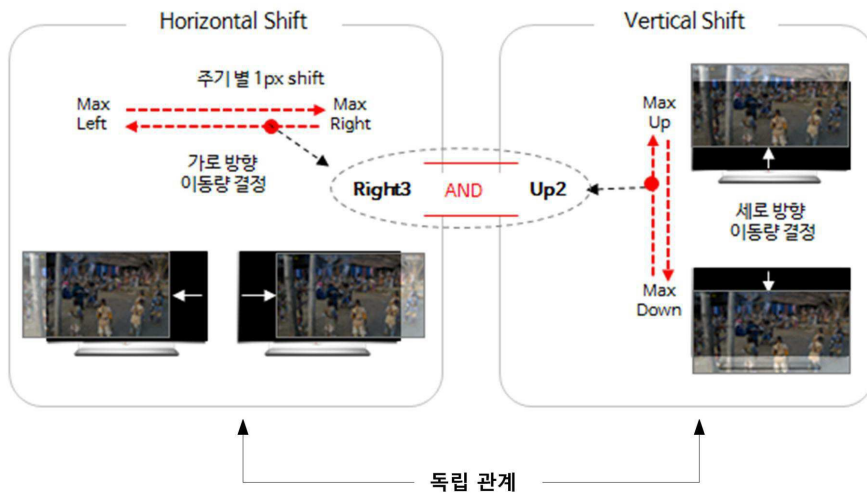 Horizontal Shift
주기 별 1px shift
Max
Left
Max
Right
가로 방향
이동량 결정
Right3 AND Up2
Vertical Shift
Max
Up
세로 방향
이동량 결정
Max
Down
독립 관계